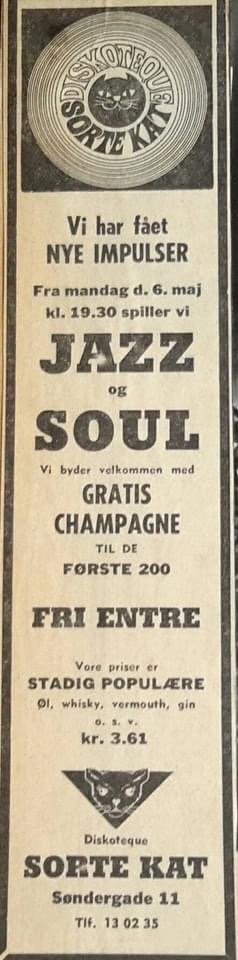 DISKOTEQUE
SORTE KAT
Vi har fået
NYE IMPULSER
Fra mandag d. 6. maj
kl. 19.30 spiller vi
JAZZ
og
SOUL
Vi byder velkommen med
GRATIS
CHAMPAGNE
TIL DE
FØRSTE 200
FRI ENTRE
Vore priser er
STADIG POPULÆRE
Øl, whisky, vermouth, gin
o. s. v.
kr. 3.61
Diskoteque
SORTE KAT
Søndergade 11
Tlf. 13 02 35